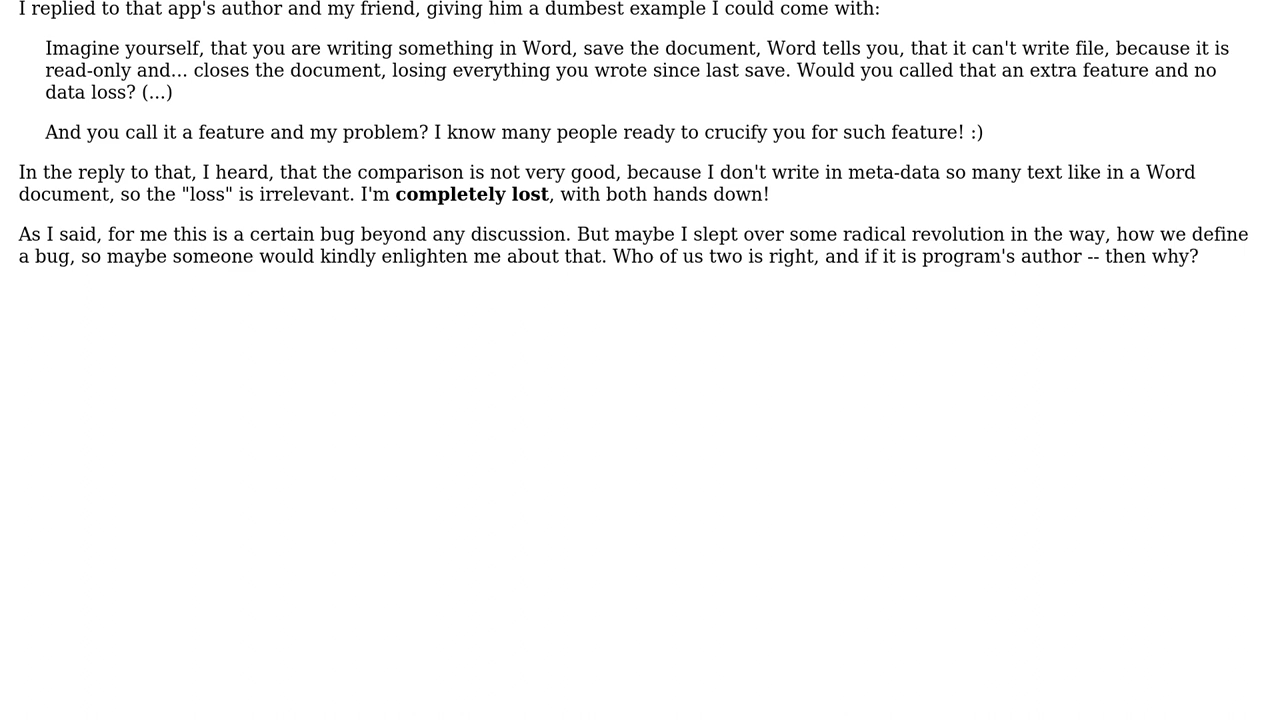 I replied to that app's author and my friend, giving him a dumbest example I could come with:
Imagine yourself, that you are writing something in Word, save the document, Word tells you, that it can't write file, because it is
read-only and... closes the document, losing everything you wrote since last save. Would you called that an extra feature and no
data loss? (...)
And you call it a feature and my problem? I know many people ready to crucify you for such feature! :)
In the reply to that, I heard, that the comparison is not very good, because I don't write in meta-data so many text like in a Word
document, so the "loss" is irrelevant. I'm completely lost, with both hands down!
As I said, for me this is a certain bug beyond any discussion. But maybe I slept over some radical revolution in the way, how we define
a bug, so maybe someone would kindly enlighten me about that. Who of us two is right, and if it is program's author -- then why?